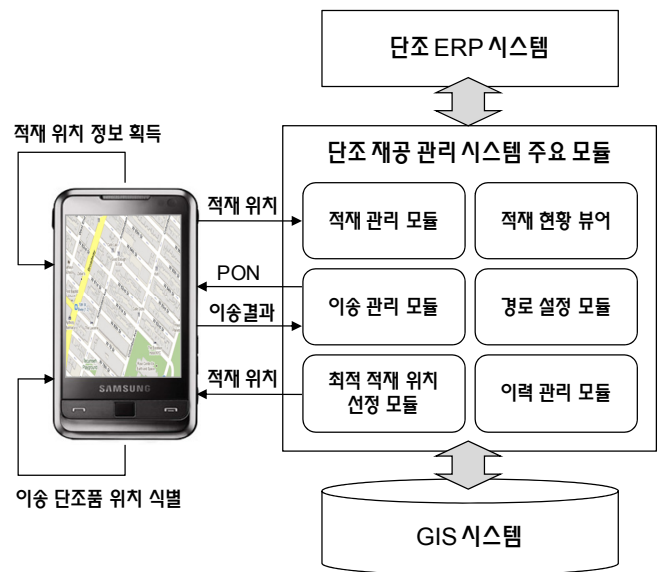 단조 ERP 시스템
적재 위치 정보 획득
단조 재공 관리 시스템 주요 모듈
적재 위치
적재 관리 모듈
적재 현황 뷰어
PON
이송결과
이송 관리 모듈
경로 설정 모듈
적재 위치
최적 적재 위치
선정 모듈
이력 관리 모듈
SAMSUNG
이송 단조품 위치 식별
GIS 시스템